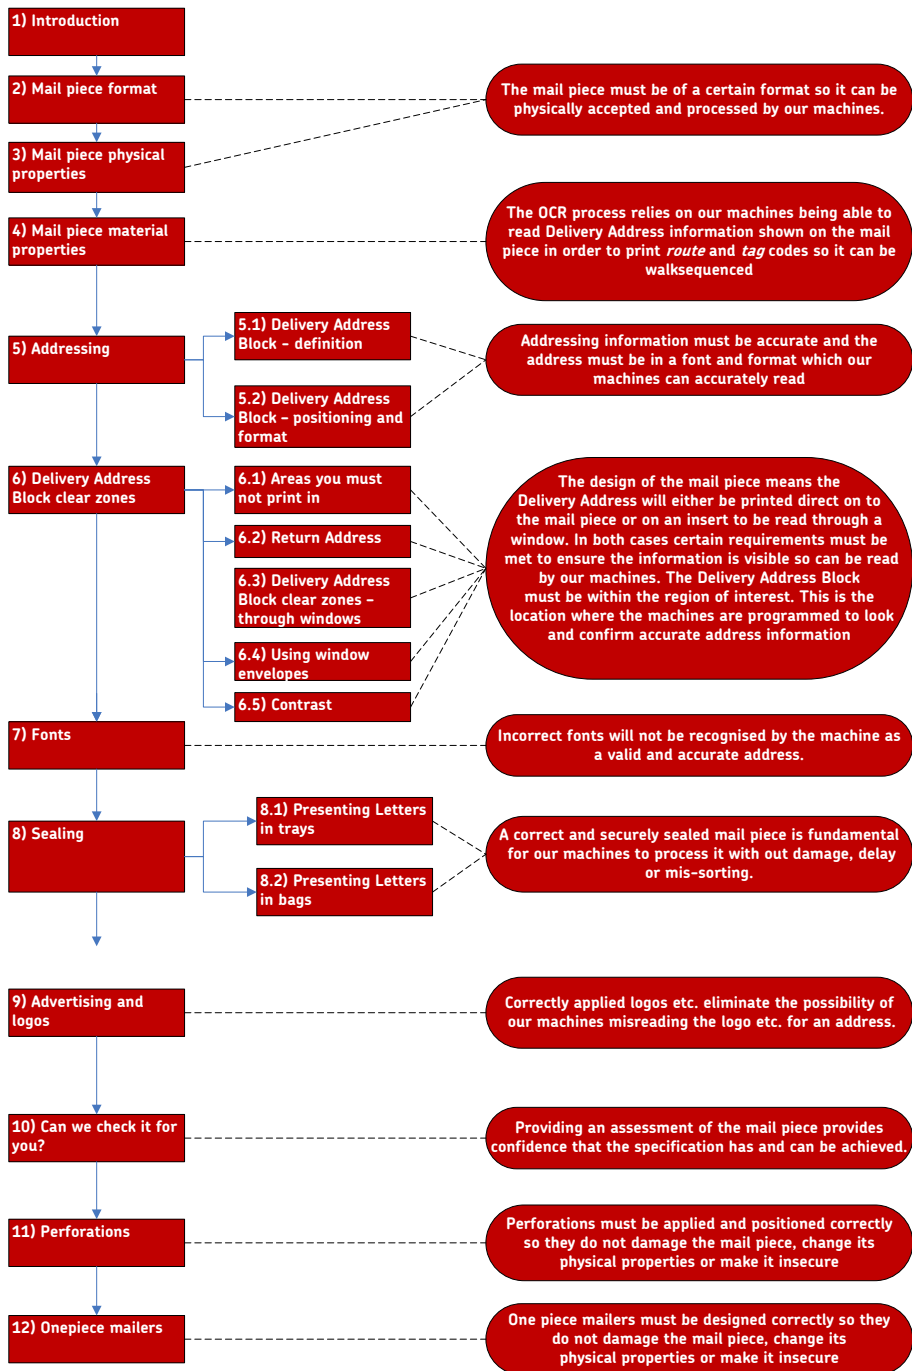 1) Introduction
2) Mail piece format
The mail piece must be of a certain format so it can be
physically accepted and processed by our machines.
3) Mail piece physical
properties
4) Mail piece material
properties
The OCR process relies on our machines being able to
read Delivery Address information shown on the mail
piece in order to print route and tag codes so it can be
walksequenced
5) Addressing
5.1) Delivery Address
Block – definition
5.2) Delivery Address
Block – positioning and
format
Addressing information must be accurate and the
address must be in a font and format which our
machines can accurately read
6) Delivery Address
Block clear zones
6.1) Areas you must
not print in
6.2) Return Address
6.3) Delivery Address
Block clear zones –
through windows
6.4) Using window
envelopes
6.5) Contrast
The design of the mail piece means the
Delivery Address will either be printed direct on to
the mail piece or on an insert to be read through a
window. In both cases certain requirements must be
met to ensure the information is visible so can be read
by our machines. The Delivery Address Block
must be within the region of interest. This is the
location where the machines are programmed to look
and confirm accurate address information
7) Fonts
Incorrect fonts will not be recognised by the machine as
a valid and accurate address.
8) Sealing
8.1) Presenting Letters
in trays
8.2) Presenting Letters
in bags
A correct and securely sealed mail piece is fundamental
for our machines to process it with out damage, delay
or mis-sorting.
9) Advertising and
logos
Correctly applied logos etc. eliminate the possibility of
our machines misreading the logo etc. for an address.
10) Can we check it for
you?
Providing an assessment of the mail piece provides
confidence that the specification has and can be achieved.
11) Perforations
Perforations must be applied and positioned correctly
so they do not damage the mail piece, change its
physical properties or make it insecure
12) Onepiece mailers
One piece mailers must be designed correctly so they
do not damage the mail piece, change its
physical properties or make it insecure